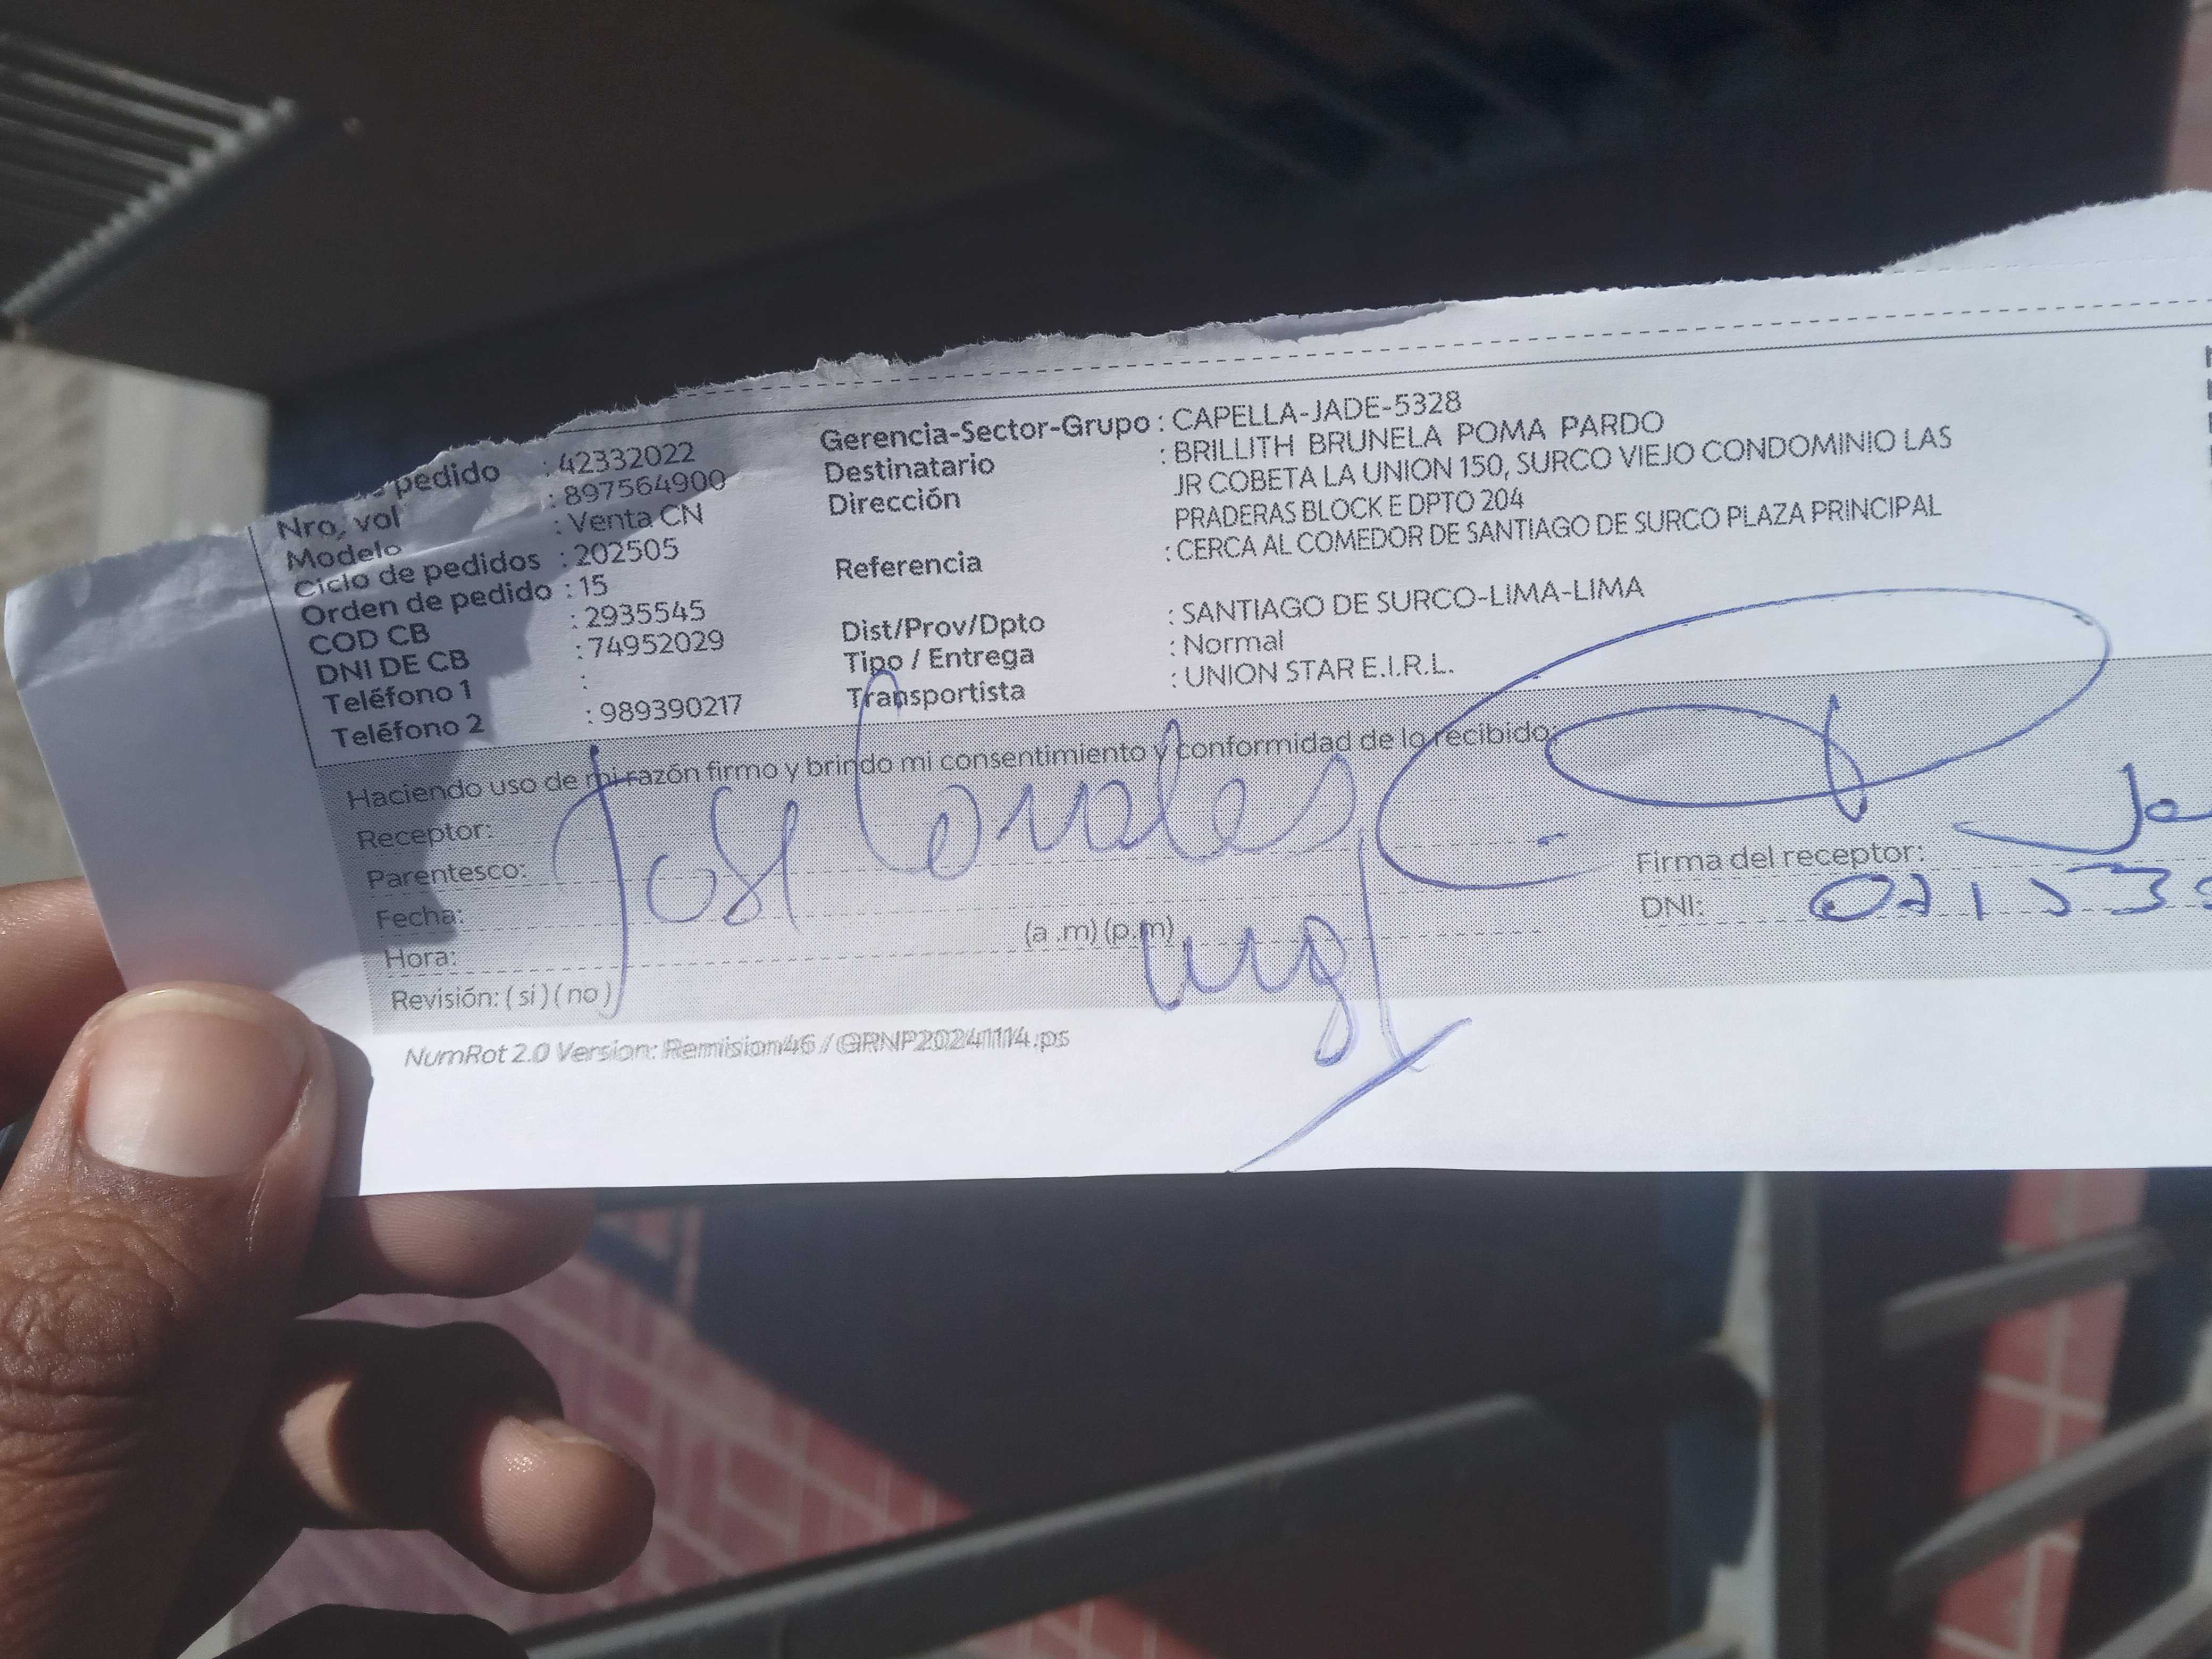 pedido : 42332022
Nro, vol : 897564900
Modelo : Venta CN
Ciclo de pedidos : 202505
Orden de pedido : 15
COD CB : 2935545
DNI DE CB : 74952029
Teléfono 1 :
Teléfono 2 : 989390217
Gerencia-Sector-Grupo : CAPELLA-JADE-5328
Destinatario : BRILLITH BRUNELA POMA PARDO
Dirección JR COBETA LA UNION 150, SURCO VIEJO CONDOMINIO LAS
PRADERAS BLOCK E DPTO 204
Referencia : CERCA AL COMEDOR DE SANTIAGO DE SURCO PLAZA PRINCIPAL
Dist/Prov/Dpto : SANTIAGO DE SURCO-LIMA-LIMA
Tipo / Entrega : Normal
Transportista : UNION STAR E.I.R.L.
Haciendo uso de mi razón firmo y brindo mi consentimiento y conformidad de lo recibido:
Receptor:
Parentesco: Jose
Fecha:
Hora: (a .m) (p.m)
Revisión: ( si ) ( no )
Firma del receptor:
DNI:
NumRot 2.0 Version: Remision46 / GRNP20241114.ps